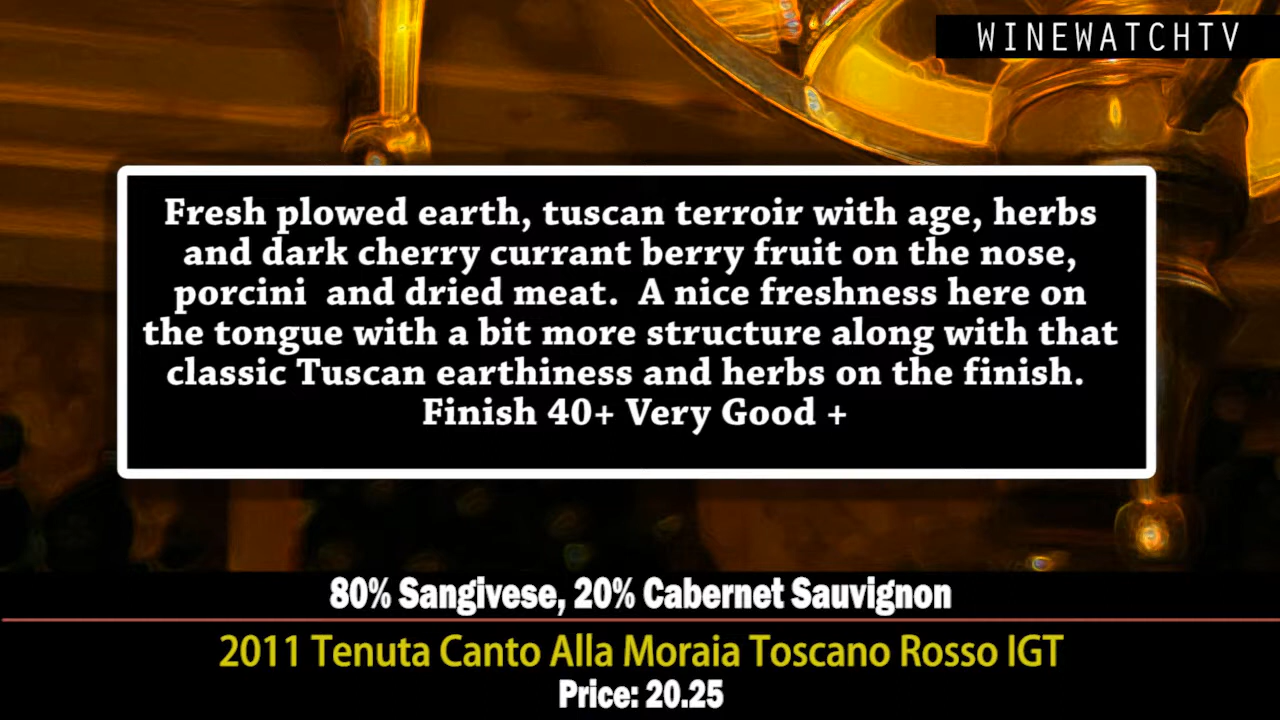 WINEWATCHTV
Fresh plowed earth, tuscan terroir with age, herbs
and dark cherry currant berry fruit on the nose,
porcini  and dried meat.  A nice freshness here on
the tongue with a bit more structure along with that
classic Tuscan earthiness and herbs on the finish.
Finish 40+ Very Good +
80% Sangivese, 20% Cabernet Sauvignon
2011 Tenuta Canto Alla Moraia Toscano Rosso IGT
Price: 20.25